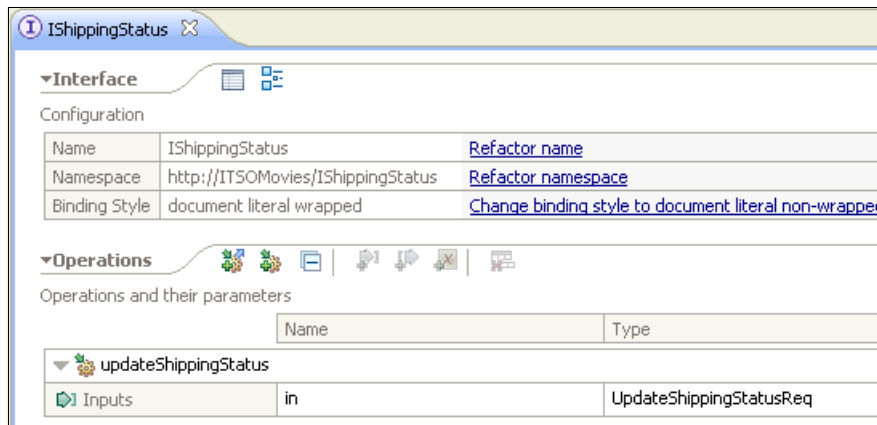 IShippingStatus
Interface
Configuration
Name IShippingStatus Refactor name
Namespace http://ITSOMovies/IShippingStatus Refactor namespace
Binding Style document literal wrapped Change binding style to document literal non-wrapped
Operations
Operations and their parameters
Name Type
updateShippingStatus
Inputs in UpdateShippingStatusReq